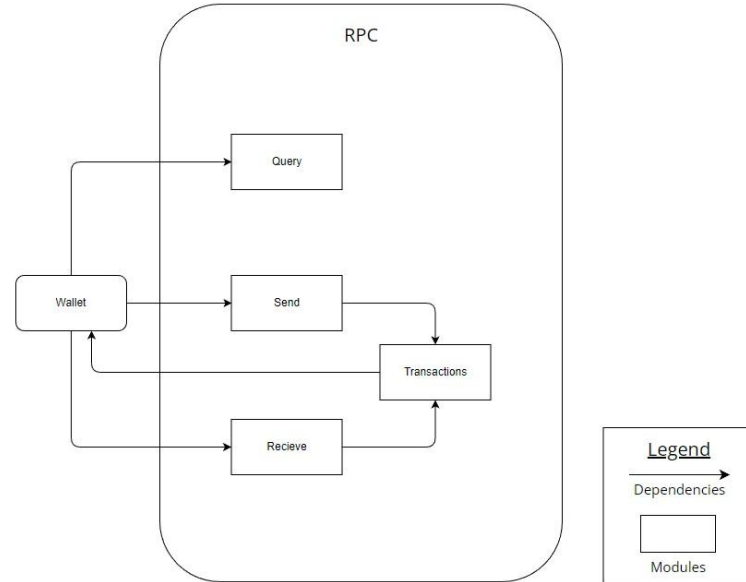 RPC
Query
Wallet
Send
Transactions
Recieve
Legend
Dependencies
Modules